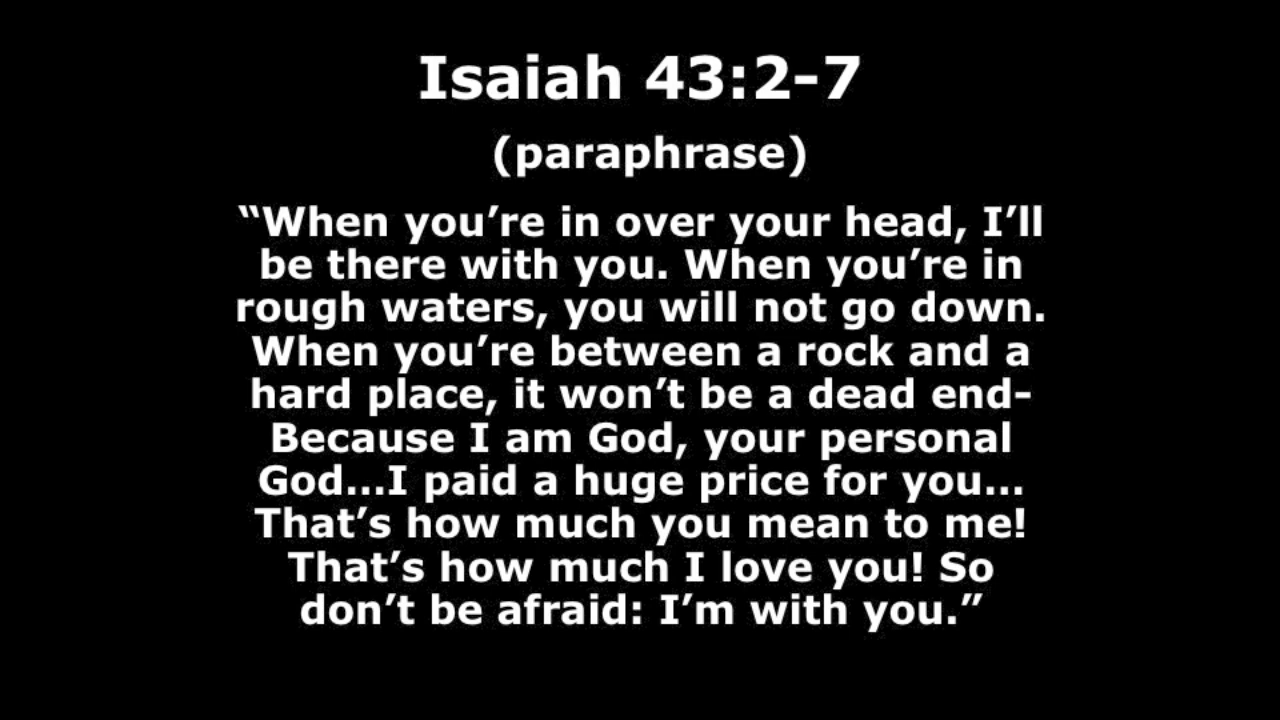 Isaiah 43:2-7
(paraphrase)
“When you’re in over your head, I’ll
be there with you. When you’re in
rough waters, you will not go down.
When you’re between a rock and a
hard place, it won’t be a dead end-
Because I am God, your personal
God...I paid a huge price for you...
That’s how much you mean to me!
That’s how much I love you! So
don’t be afraid: I’m with you.”